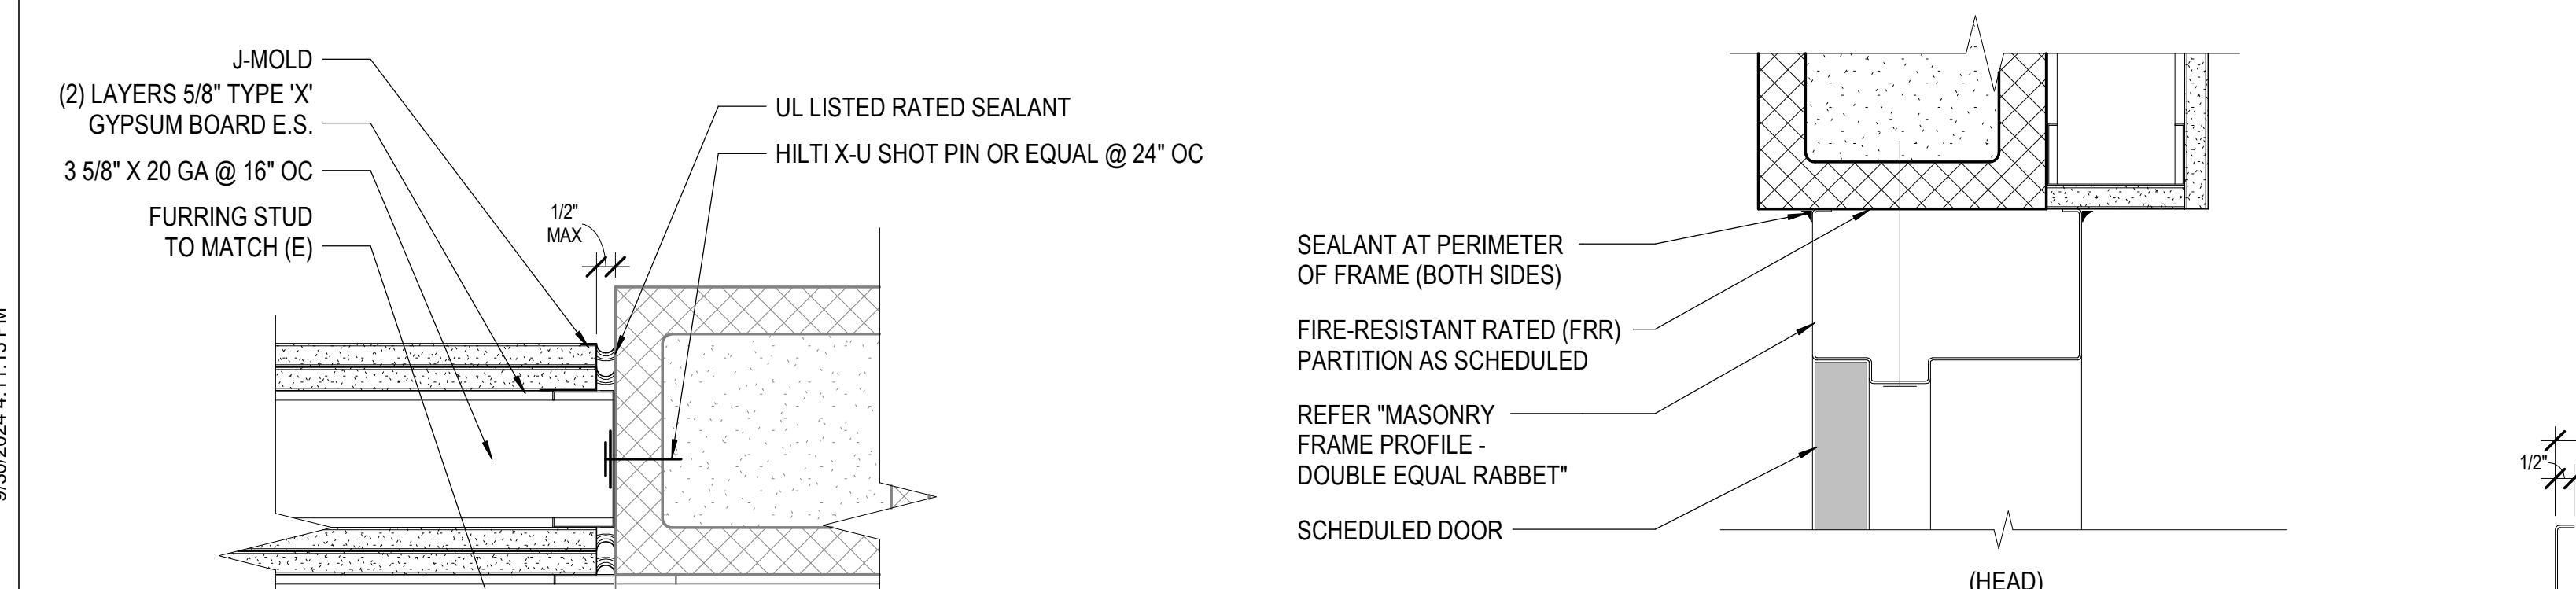 J-MOLD
(2) LAYERS 5/8" TYPE 'X'
GYPSUM BOARD E.S.
3 5/8" X 20 GA @ 16" OC
FURRING STUD
TO MATCH (E)
1/2"
MAX
UL LISTED RATED SEALANT
HILTI X-U SHOT PIN OR EQUAL @ 24" OC
SEALANT AT PERIMETER
OF FRAME (BOTH SIDES)
FIRE-RESISTANT RATED (FRR)
PARTITION AS SCHEDULED
REFER "MASONRY
FRAME PROFILE -
DOUBLE EQUAL RABBET"
SCHEDULED DOOR
(HEAD)
1/2"